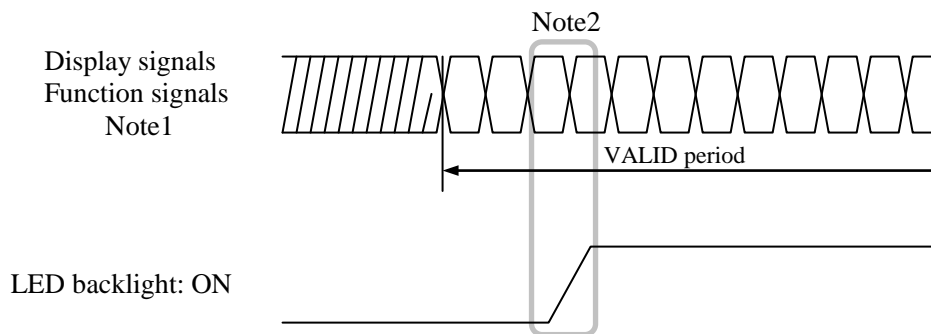 Note2
Display signals
Function signals
Note1
VALID period
LED backlight: ON